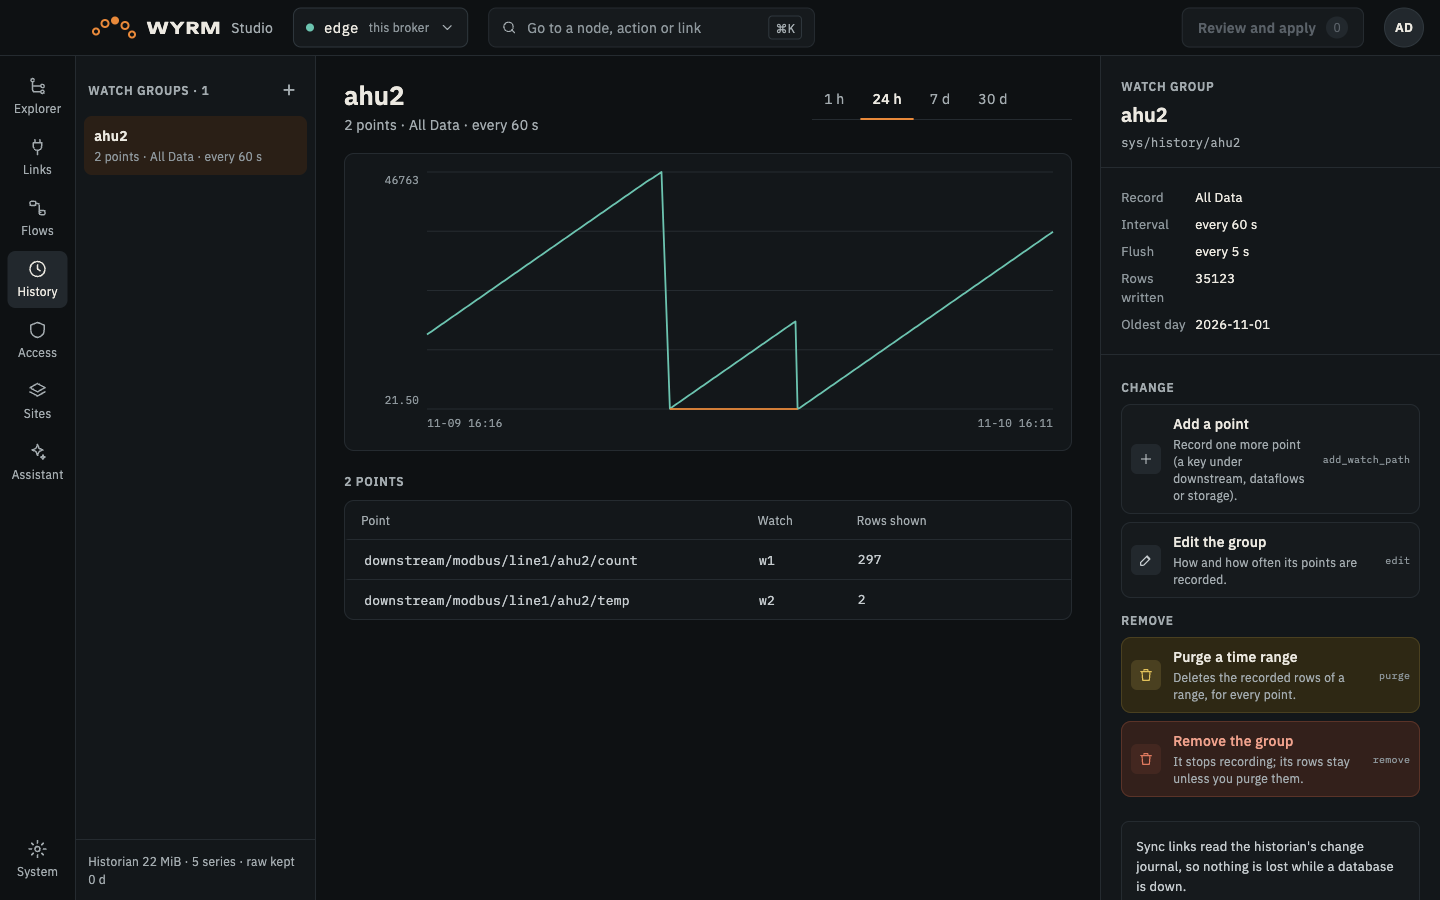 WYRM Studio
edge this broker
Go to a node, action or link
⌘K
Review and apply 0
AD
Explorer
Links
Flows
History
Access
Sites
Assistant
System
WATCH GROUPS · 1
ahu2
2 points · All Data · every 60 s
Historian 22 MiB · 5 series · raw kept
0 d
ahu2
2 points · All Data · every 60 s
1 h 24 h 7 d 30 d
46763
21.50
11-09 16:16 11-10 16:11
2 POINTS
Point Watch Rows shown
downstream/modbus/line1/ahu2/count w1 297
downstream/modbus/line1/ahu2/temp w2 2
WATCH GROUP
ahu2
sys/history/ahu2
Record All Data
Interval every 60 s
Flush every 5 s
Rows 35123
written
Oldest day 2026-11-01
CHANGE
Add a point
Record one more point
(a key under
downstream, dataflows
or storage).
add_watch_path
Edit the group
How and how often its points are
recorded.
edit
REMOVE
Purge a time range
Deletes the recorded rows of a
range, for every point.
purge
Remove the group
It stops recording; its rows stay
unless you purge them.
remove
Sync links read the historian's change
journal, so nothing is lost while a database
is down.